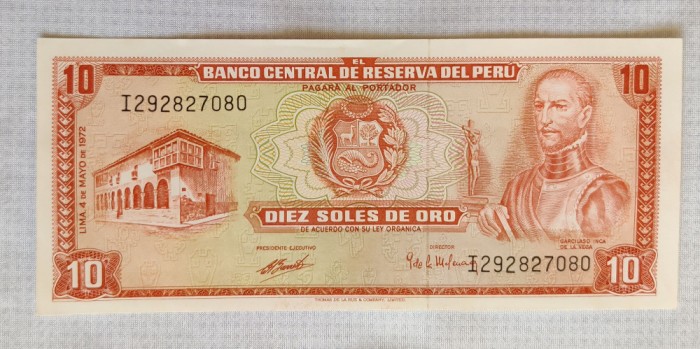 10
EL
BANCO CENTRAL DE RESERVA DEL PERÚ
10
PAGARÁ AL PORTADOR
I292827080
LIMA 4 DE MAYO DE 1972
DIEZ SOLES DE ORO
DE ACUERDO CON SU LEY ORGANICA
PRESIDENTE EJECUTIVO
DIRECTOR
GARCILASO INCA
DE LA VEGA
I292827080
10
10
THOMAS DE LA RUE & COMPANY, LIMITED